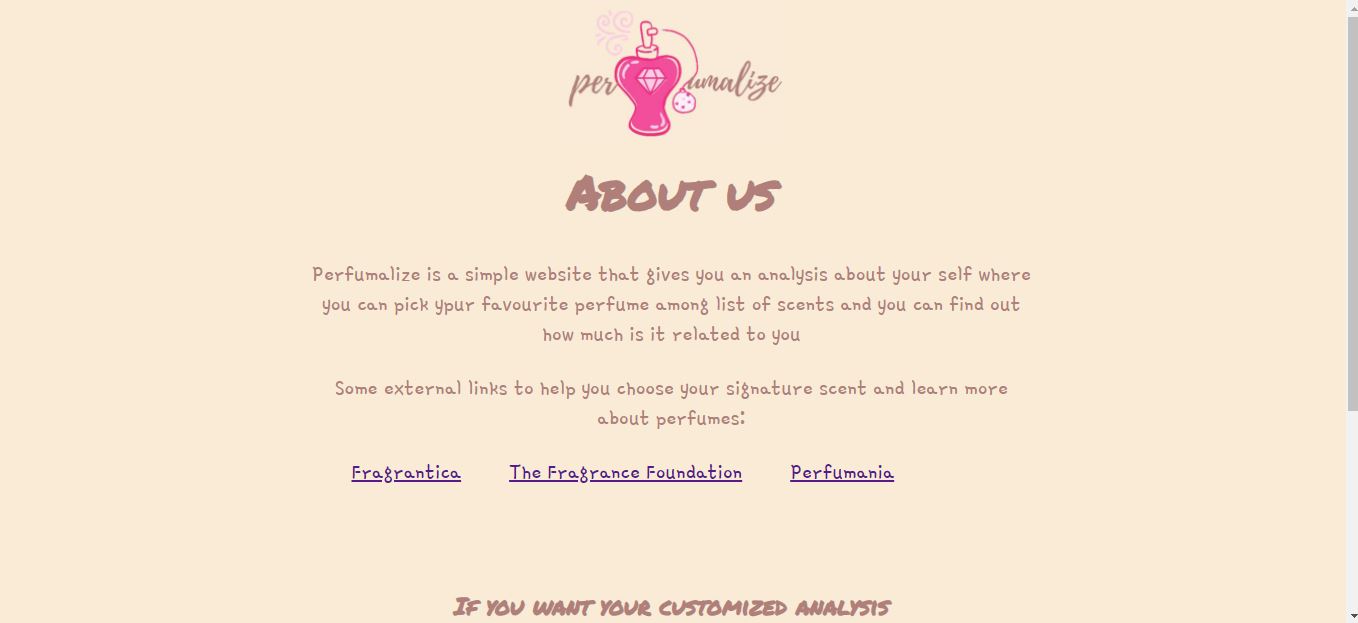 perfumalize
About us
Perfumalize is a simple website that gives you an analysis about your self where
you can pick ypur favourite perfume among list of scents and you can find out
how much is it related to you
Some external links to help you choose your signature scent and learn more
about perfumes:
Fragrantica The Fragrance Foundation Perfumania
If you want your customized analysis